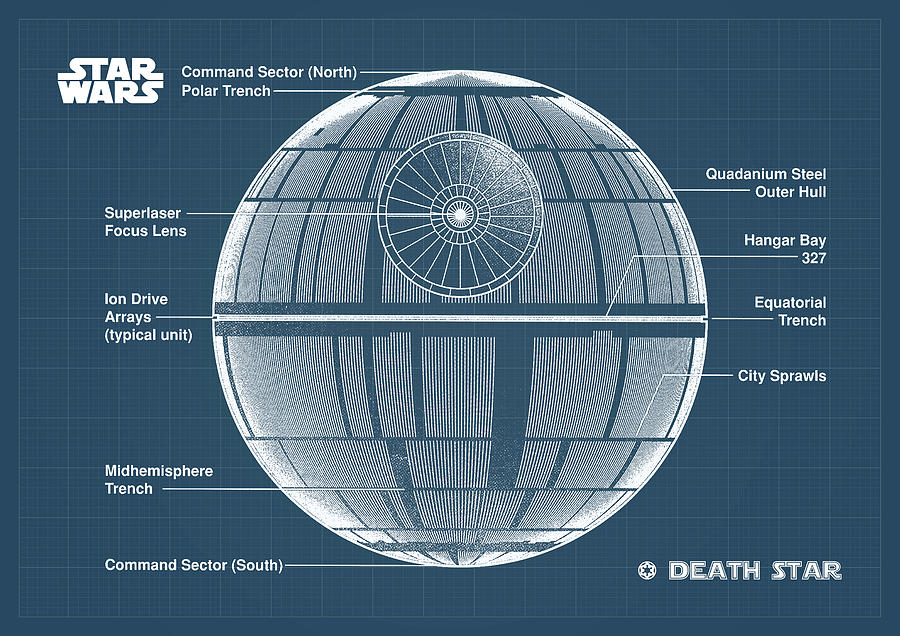 STAR
WARS
Command Sector (North)
Polar Trench
Superlaser
Focus Lens
Ion Drive
Arrays
(typical unit)
Midhemisphere
Trench
Command Sector (South)
Quadanium Steel
Outer Hull
Hangar Bay
327
Equatorial
Trench
City Sprawls
DEATH STAR